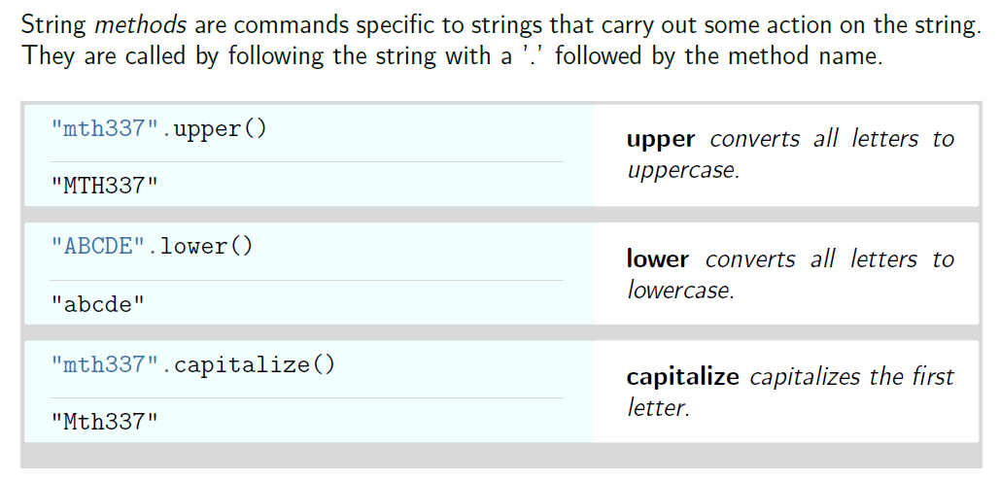 String methods are commands specific to strings that carry out some action on the string.
They are called by following the string with a '.' followed by the method name.
"mth337".upper()
"MTH337"
upper converts all letters to
uppercase.
"ABCDE".lower()
"abcde"
lower converts all letters to
lowercase.
"mth337".capitalize()
"Mth337"
capitalize capitalizes the first
letter.